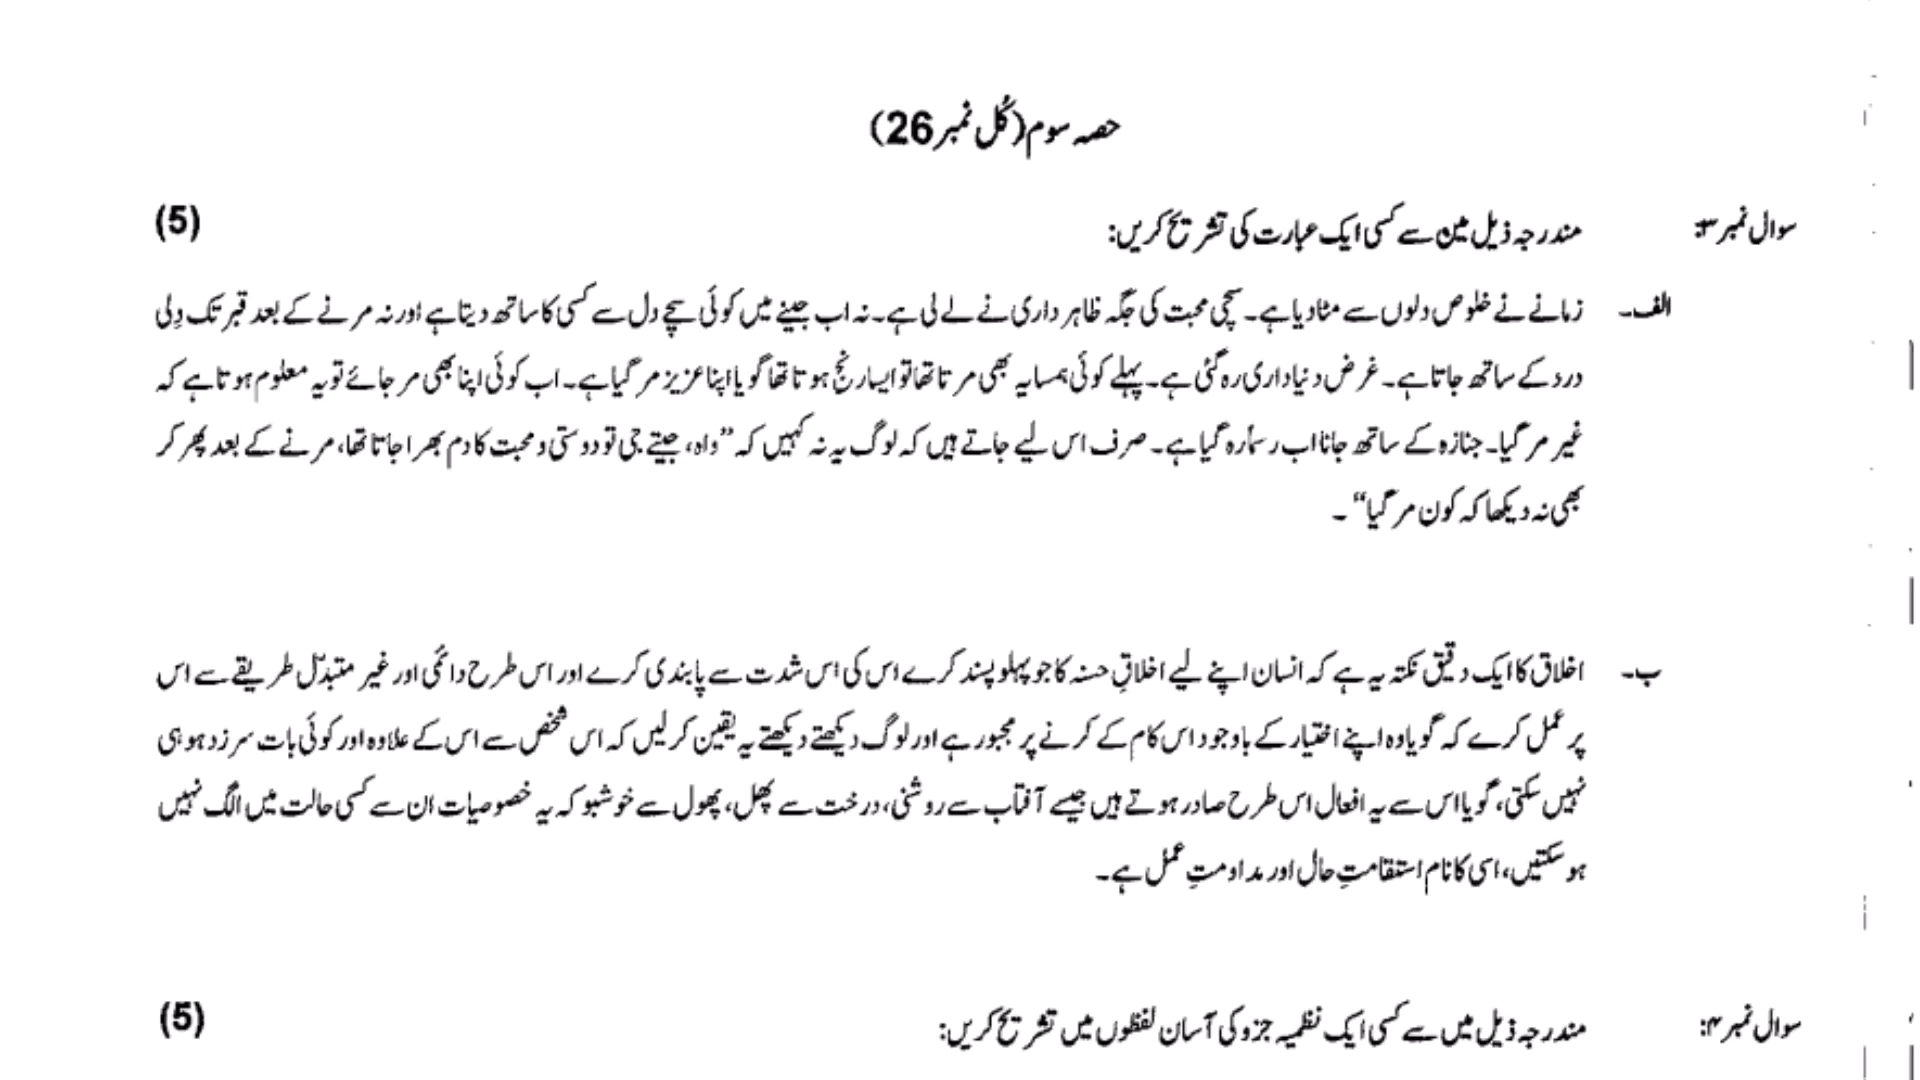 حصہ سوم(کُل نمبر 26)
سوال نمبر ۳: مندرجہ ذیل مین سے کسی ایک عبارت کی تشریح کریں: (5)
الف۔ زمانے نے خلوص دلوں سے مٹادیا ہے۔ سچی محبت کی جگہ ظاہر داری نے لے لی ہے۔ نہ اب جینے میں کوئی سچے دل سے کسی کا ساتھ دیتا ہے اور نہ مرنے کے بعد قبر تک دِلی
درد کے ساتھ جاتا ہے۔ غرض دنیاداری رہ گئی ہے۔ پہلے کوئی ہمسایہ بھی مرتا تھا تو ایسا رنج ہوتا تھا گویا اپنا عزیز مر گیا ہے۔ اب کوئی اپنا بھی مر جائے تو یہ معلوم ہوتا ہے کہ
غیر مر گیا۔ جنازہ کے ساتھ جانا اب رسماً رہ گیا ہے۔ صرف اس لیے جاتے ہیں کہ لوگ یہ نہ کہیں کہ ”واہ، جیتے جی تو دوستی و محبت کا دم بھرا جاتا تھا، مرنے کے بعد پھر کر
بھی نہ دیکھا کہ کون مر گیا“ ۔
ب۔ اخلاق کا ایک دقیق نکتہ یہ ہے کہ انسان اپنے لیے اخلاقِ حسنہ کا جو پہلو پسند کرے اس کی اس شدت سے پابندی کرے اور اس طرح دائمی اور غیر متبدّل طریقے سے اس
پر عمل کرے کہ گویا وہ اپنے اختیار کے باوجود اس کام کے کرنے پر مجبور ہے اور لوگ دیکھتے دیکھتے یہ یقین کر لیں کہ اس شخص سے اس کے علاوہ اور کوئی بات سرزد ہو ہی
نہیں سکتی، گویا اس سے یہ افعال اس طرح صادر ہوتے ہیں جیسے آفتاب سے روشنی، درخت سے پھل، پھول سے خوشبو کہ یہ خصوصیات ان سے کسی حالت میں الگ نہیں
ہو سکتیں، اسی کا نام استقامتِ حال اور مداومتِ عمل ہے۔
سوال نمبر ۴: مندرجہ ذیل میں سے کسی ایک نظمیہ جزو کی آسان لفظوں میں تشریح کریں: (5)